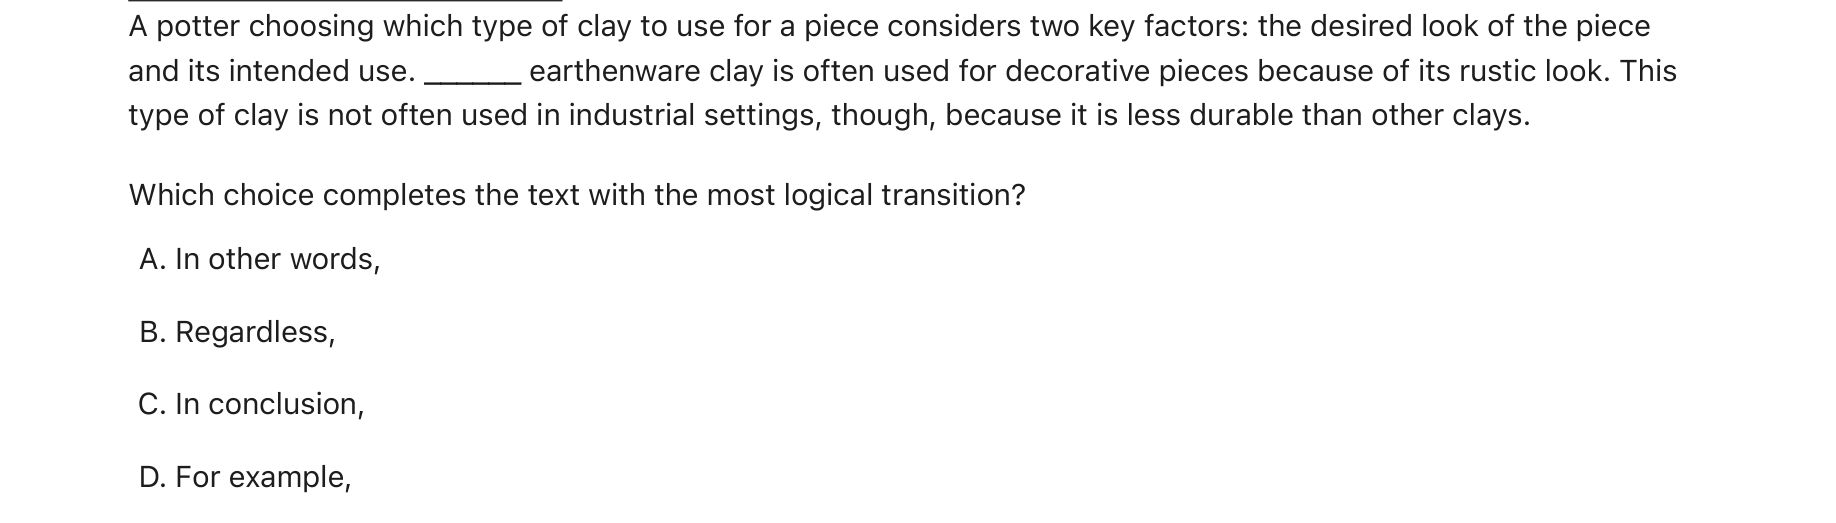 A potter choosing which type of clay to use for a piece considers two key factors: the desired look of the piece
and its intended use. ______ earthenware clay is often used for decorative pieces because of its rustic look. This
type of clay is not often used in industrial settings, though, because it is less durable than other clays.
Which choice completes the text with the most logical transition?
A. In other words,
B. Regardless,
C. In conclusion,
D. For example,